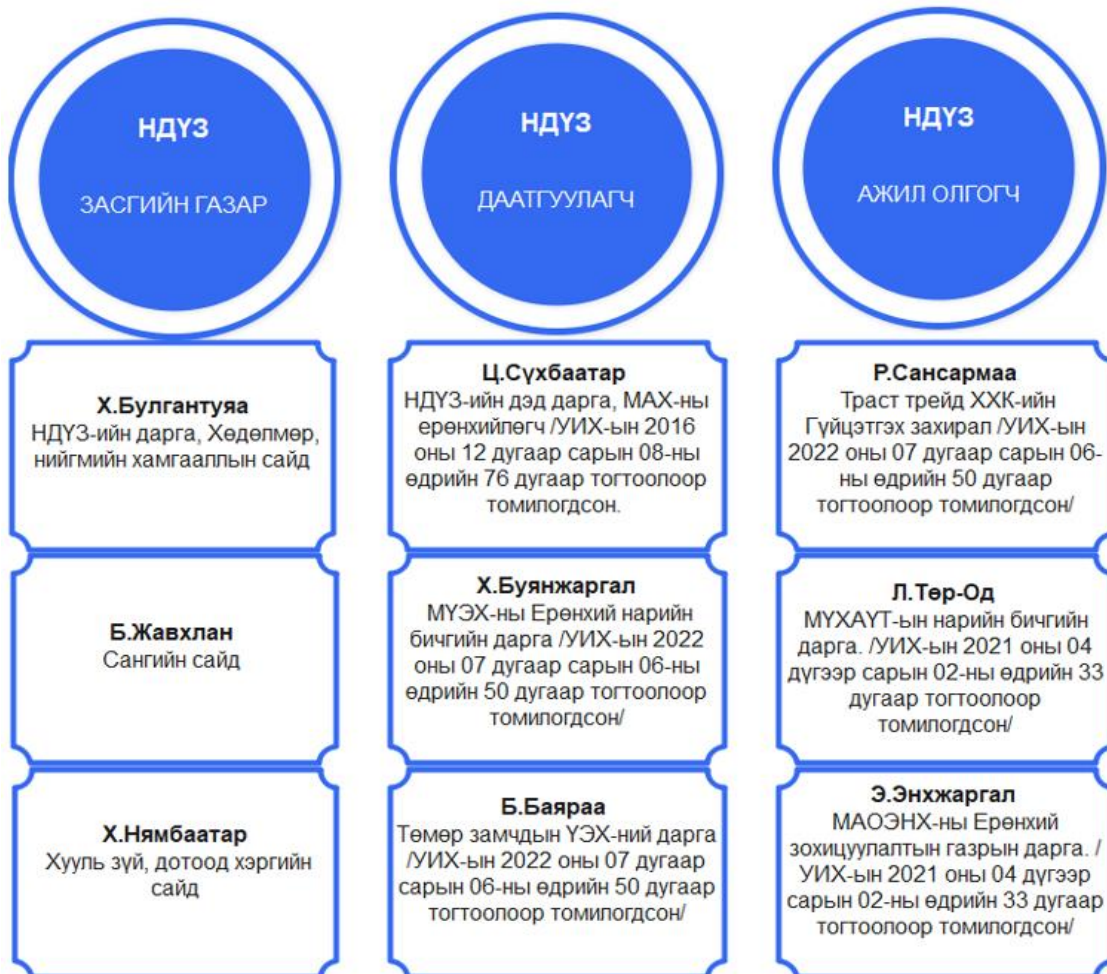 НДҮЗ
ЗАСГИЙН ГАЗАР
Х.Булгантуяа
НДҮЗ-ийн дарга, Хөдөлмөр,
нийгмийн хамгааллын сайд
Б.Жавхлан
Сангийн сайд
Х.Нямбаатар
Хууль зүй, дотоод хэргийн
сайд
НДҮЗ
ДААТГУУЛАГЧ
Ц.Сүхбаатар
НДҮЗ-ийн дэд дарга, МАХ-ны
ерөнхийлөгч /УИХ-ын 2016
оны 12 дугаар сарын 08-ны
өдрийн 76 дугаар тогтоолоор
томилогдсон.
Х.Буянжаргал
МҮЭХ-ны Ерөнхий нарийн
бичгийн дарга /УИХ-ын 2022
оны 07 дугаар сарын 06-ны
өдрийн 50 дугаар тогтоолоор
томилогдсон/
Б.Баяраа
Төмөр замчдын ҮЭХ-ний дарга
/УИХ-ын 2022 оны 07 дугаар
сарын 06-ны өдрийн 50 дугаар
тогтоолоор томилогдсон/
НДҮЗ
АЖИЛ ОЛГОГЧ
Р.Сансармаа
Траст трейд ХХК-ийн
Гүйцэтгэх захирал /УИХ-ын
2022 оны 07 дугаар сарын 06-
ны өдрийн 50 дугаар
тогтоолоор томилогдсон/
Л.Төр-Од
МҮХАҮТ-ын нарийн бичгийн
дарга. /УИХ-ын 2021 оны 04
дүгээр сарын 02-ны өдрийн 33
дугаар тогтоолоор
томилогдсон/
Э.Энхжаргал
МАОЭНХ-ны Ерөнхий
зохицуулалтын газрын дарга. /
УИХ-ын 2021 оны 04 дүгээр
сарын 02-ны өдрийн 33 дугаар
тогтоолоор томилогдсон/